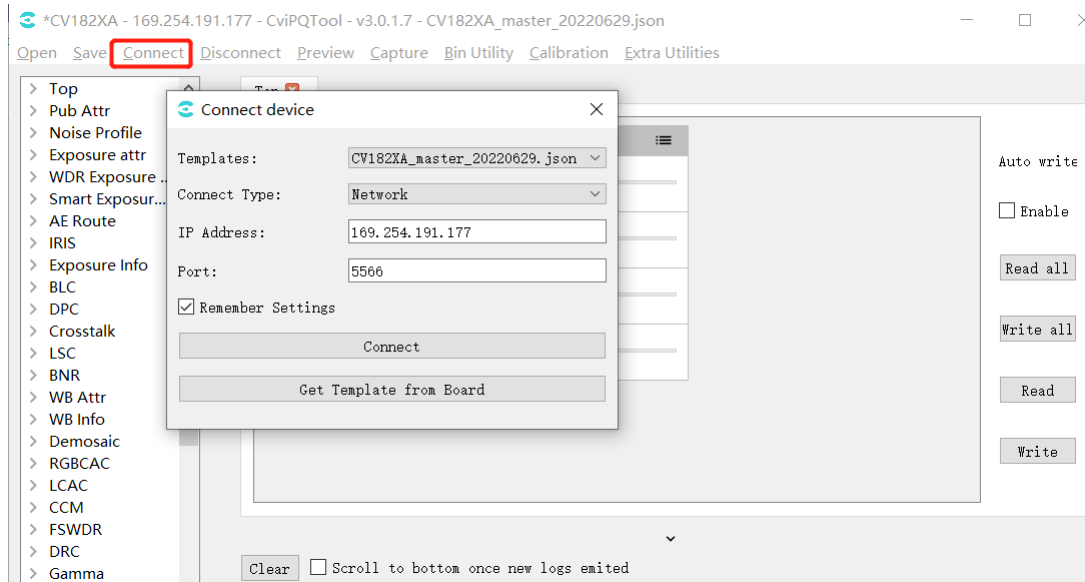 *CV182XA - 169.254.191.177 - CviPQTool - v3.0.1.7 - CV182XA_master_20220629.json
Open Save Connect Disconnect Preview Capture Bin Utility Calibration Extra Utilities
Top
Pub Attr
Noise Profile
Exposure attr
WDR Exposure ..
Smart Exposur...
AE Route
IRIS
Exposure Info
BLC
DPC
Crosstalk
LSC
BNR
WB Attr
WB Info
Demosaic
RGBCAC
LCAC
CCM
FSWDR
DRC
Gamma
Top
Connect device
Templates: CV182XA_master_20220629.json
Connect Type: Network
IP Address: 169.254.191.177
Port: 5566
Remember Settings
Connect
Get Template from Board
Auto write
Enable
Read all
Write all
Read
Write
Clear Scroll to bottom once new logs emited